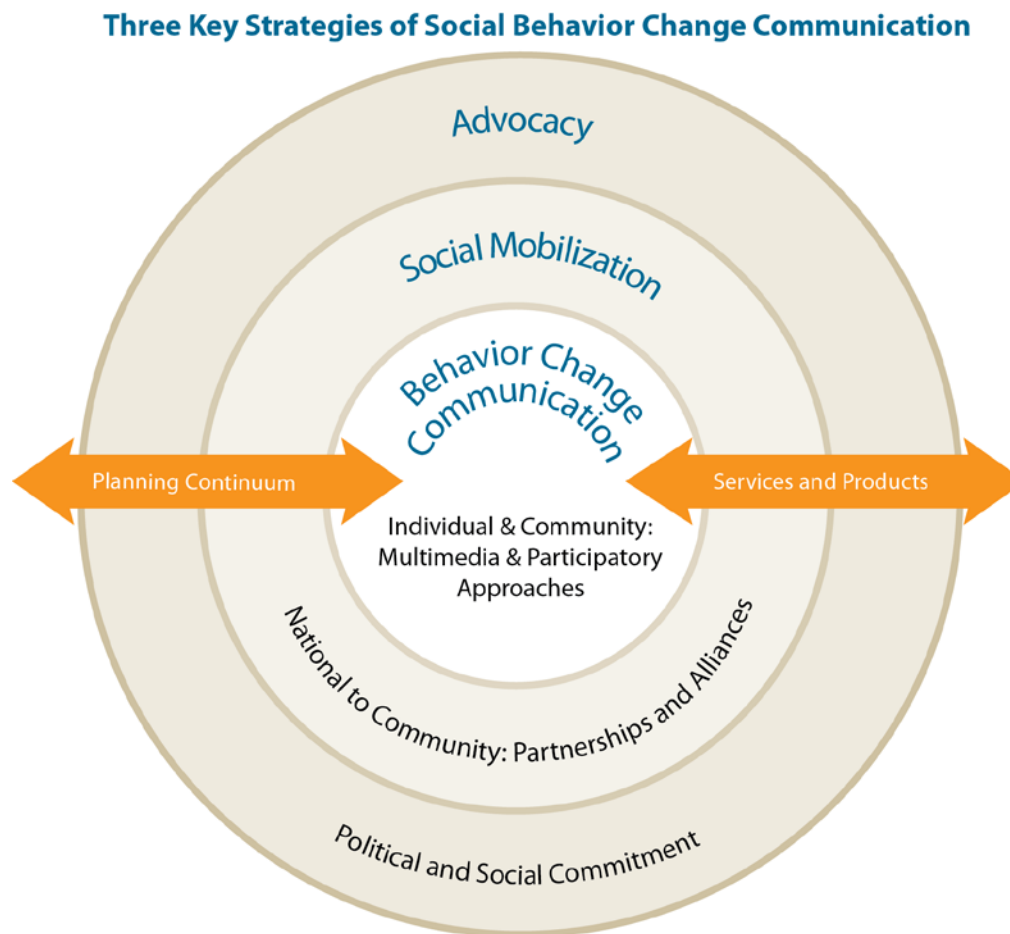 Three Key Strategies of Social Behavior Change Communication
Advocacy
Social Mobilization
Behavior Change
Communication
Planning Continuum
Services and Products
Individual & Community:
Multimedia & Participatory
Approaches
National to Community: Partnerships and Alliances
Political and Social Commitment